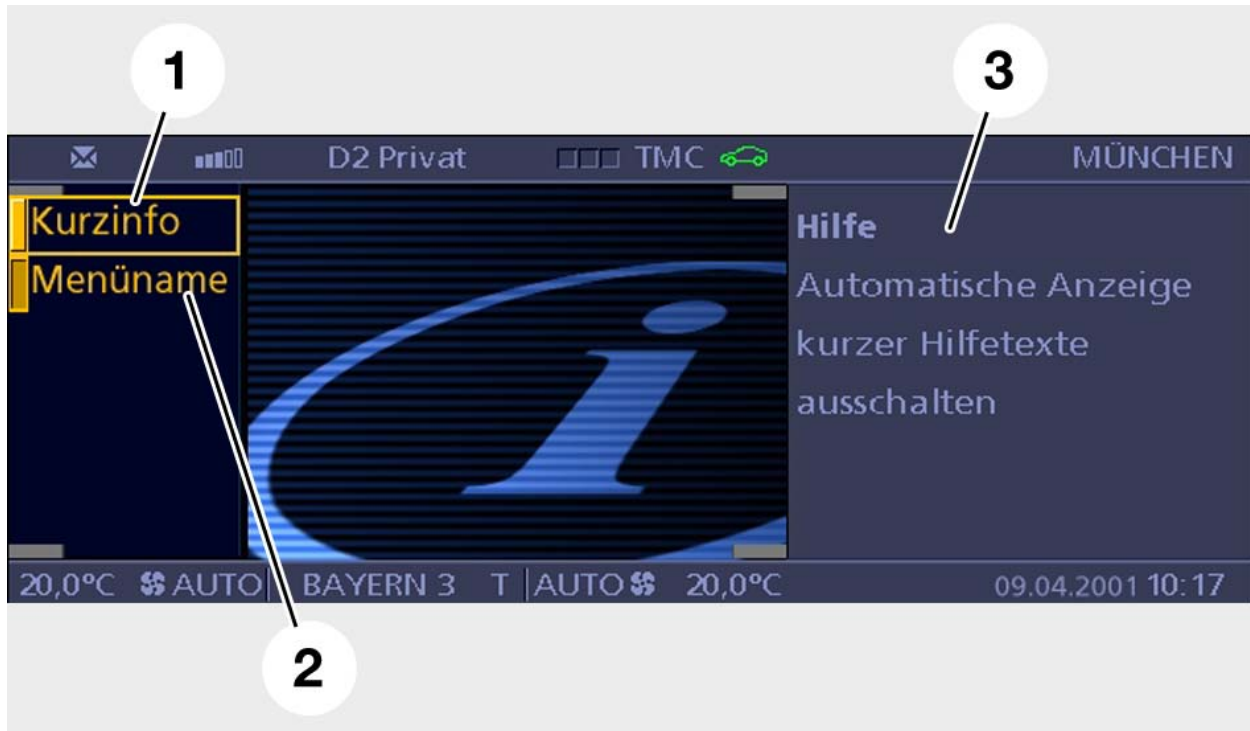 1
3
D2 Privat TMC MÜNCHEN
Kurzinfo
Menüname
i
Hilfe
Automatische Anzeige
kurzer Hilfetexte
ausschalten
20,0°C AUTO BAYERN 3 T AUTO 20,0°C 09.04.2001 10:17
2